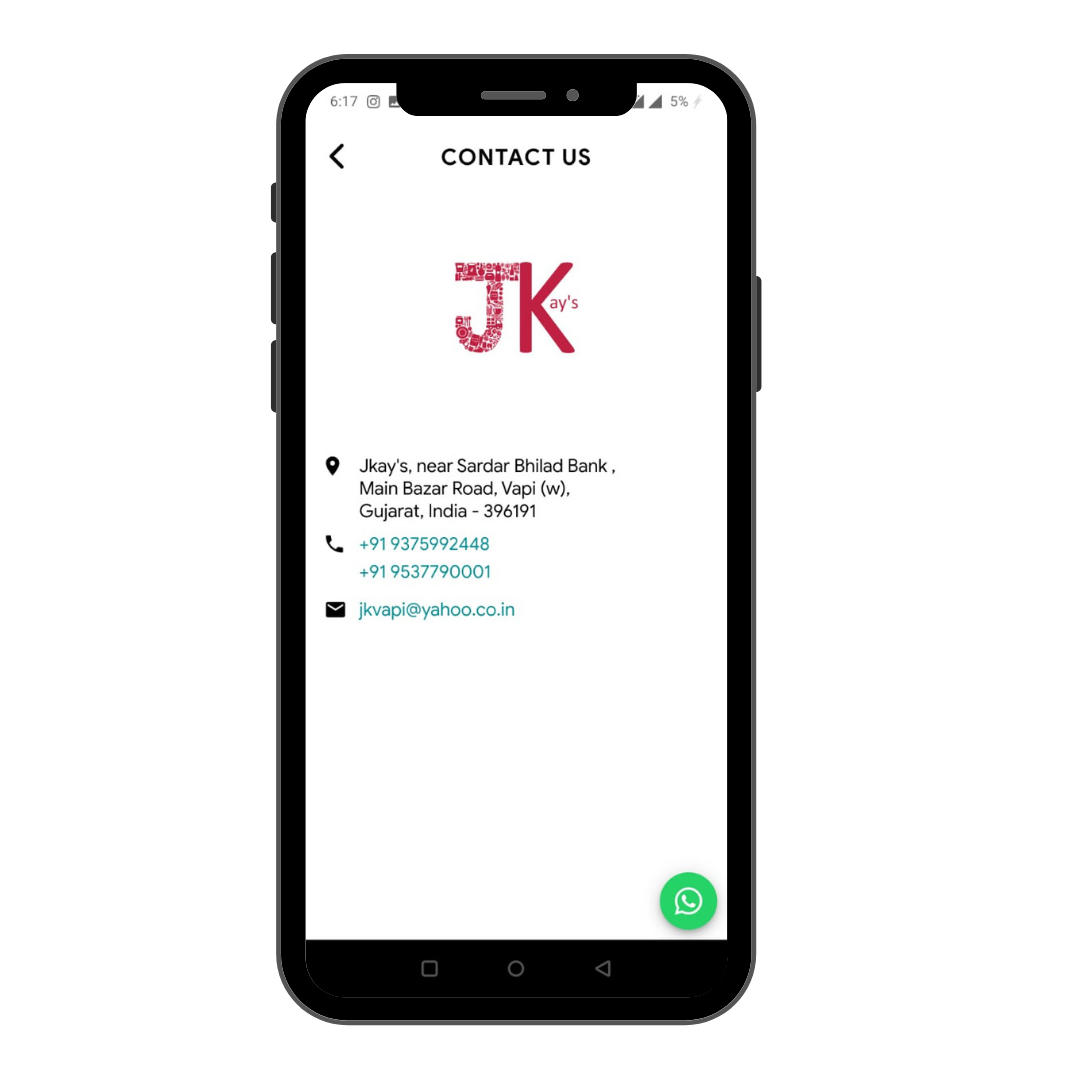 6:17
5%
CONTACT US
JKay's
Jkay's, near Sardar Bhilad Bank ,
Main Bazar Road, Vapi (w),
Gujarat, India - 396191
+91 9375992448
+91 9537790001
jkvapi@yahoo.co.in